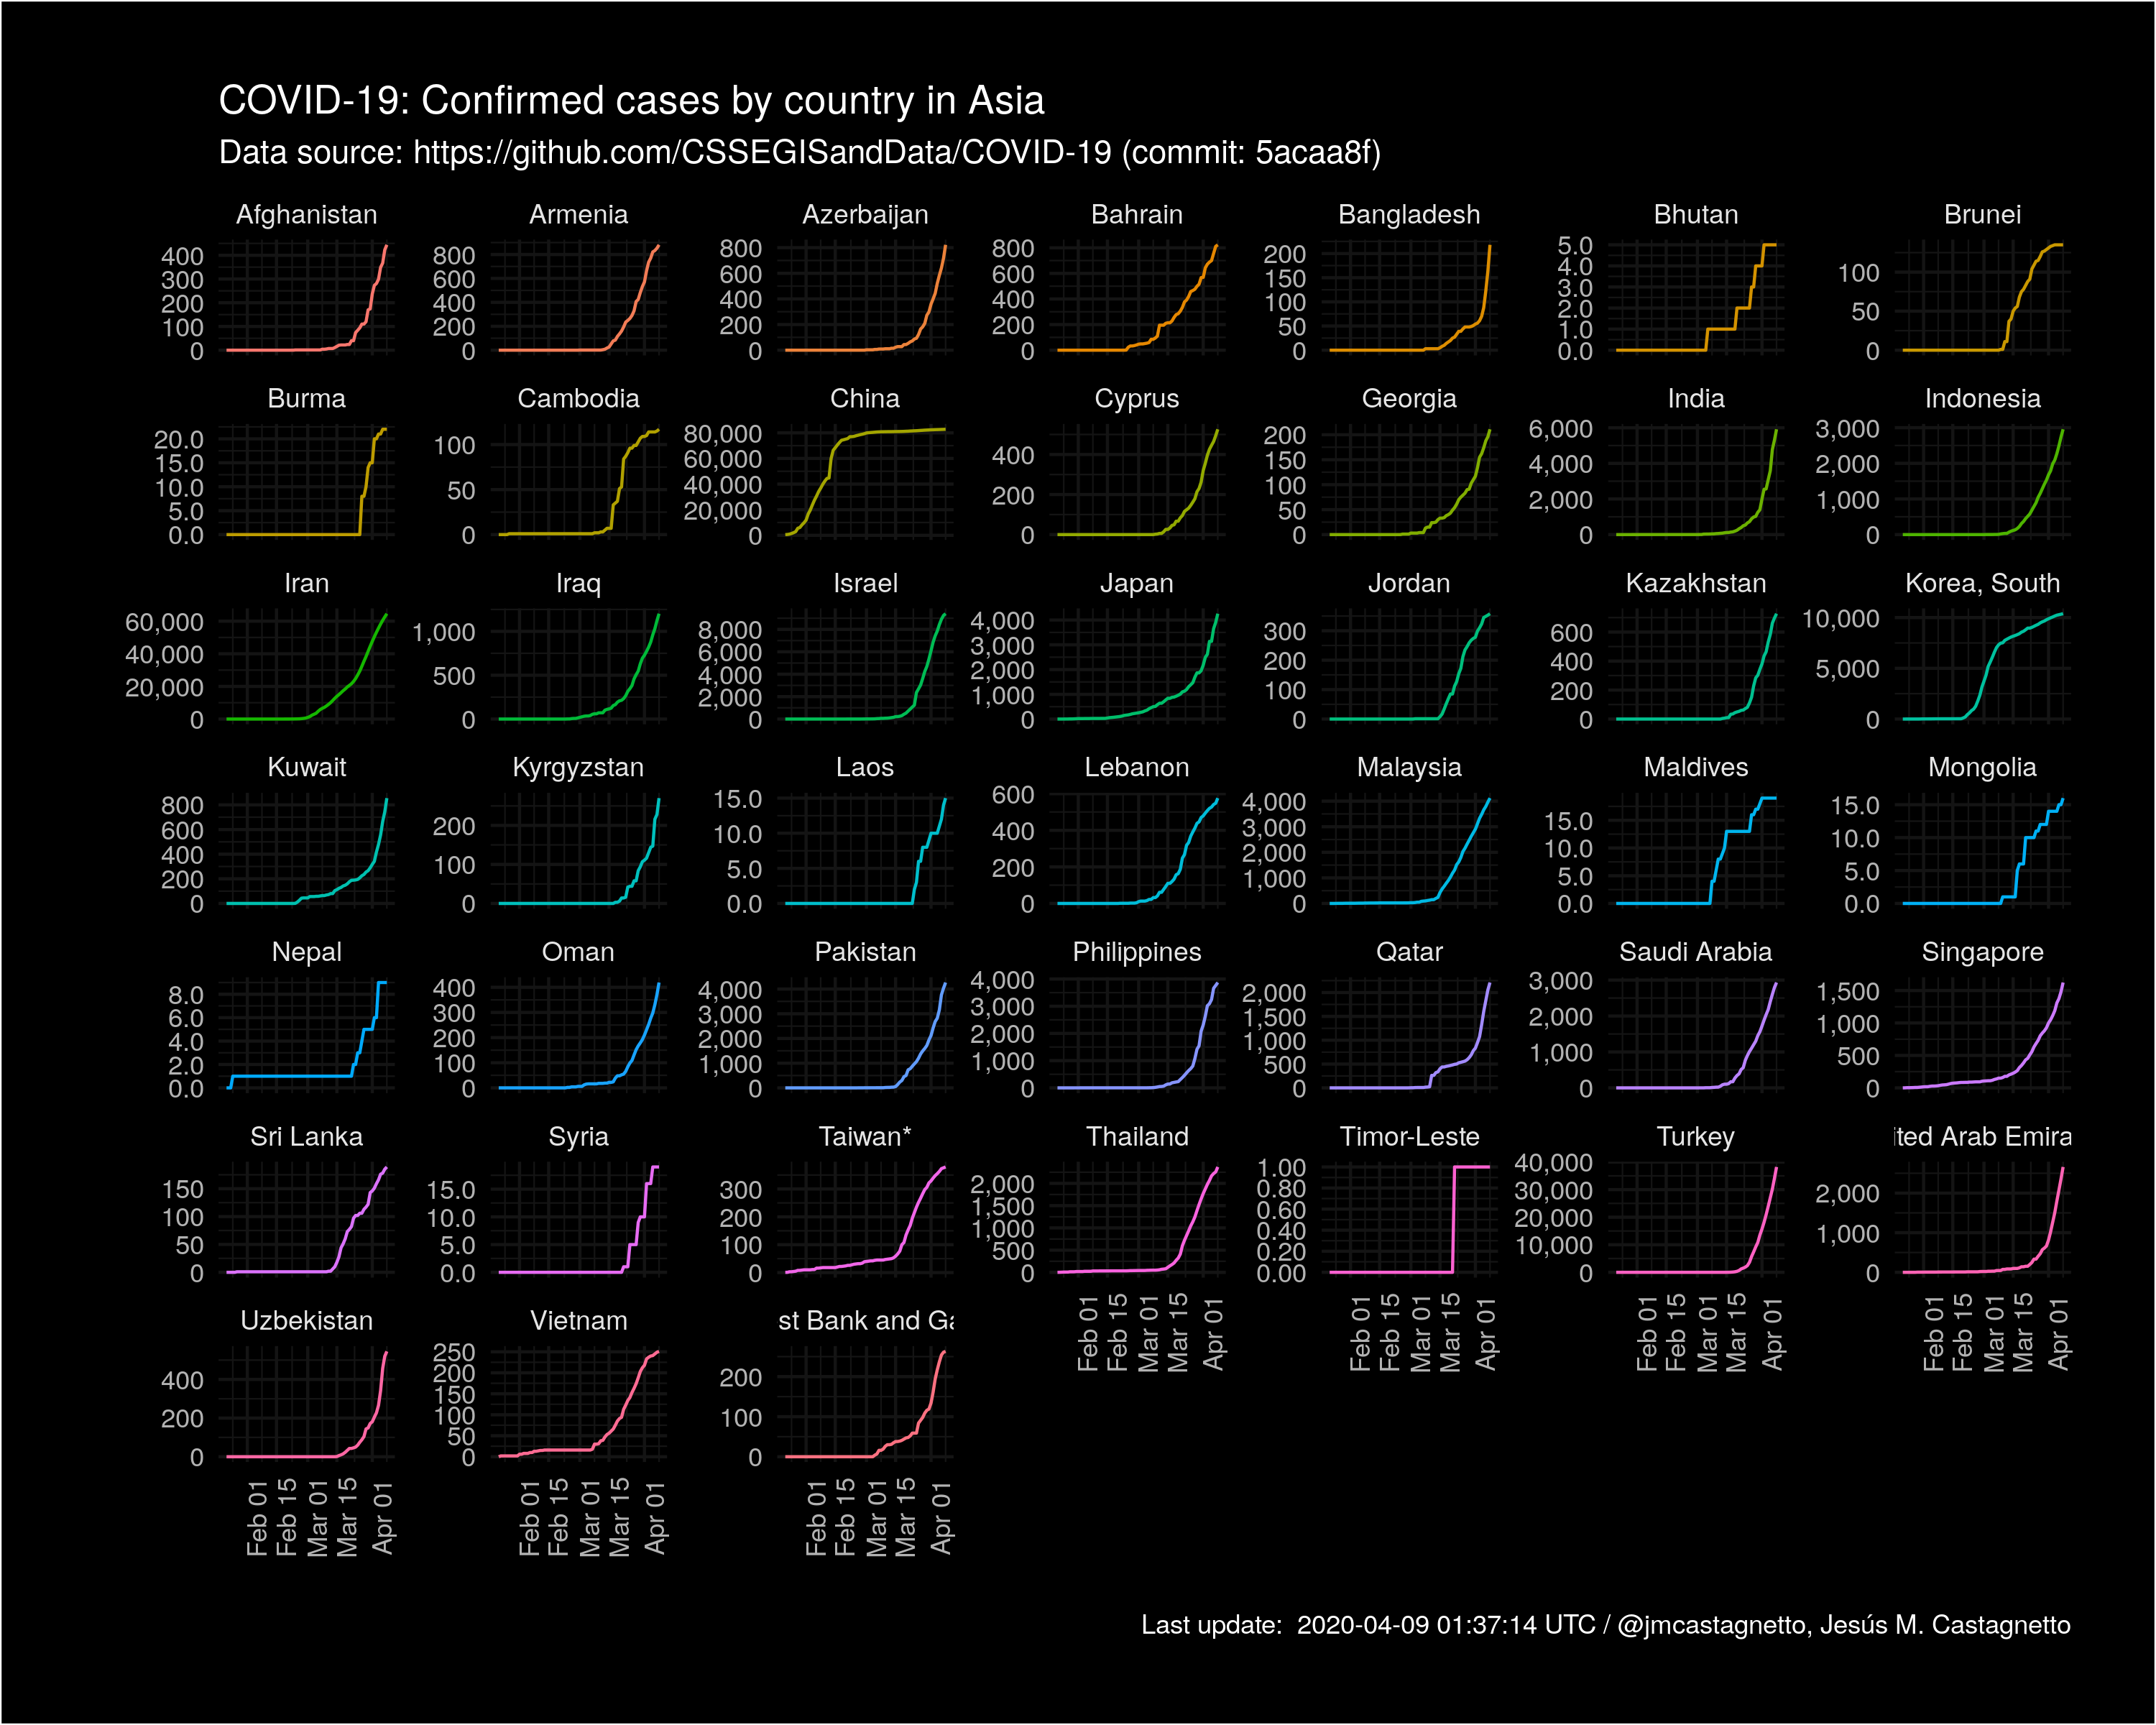 COVID-19: Confirmed cases by country in Asia
Data source: https://github.com/CSSEGISandData/COVID-19 (commit: 5acaa8f)
Afghanistan
400
300
200
100
0
Armenia
800
600
400
200
0
Azerbaijan
800
600
400
200
0
Bahrain
800
600
400
200
0
Bangladesh
200
150
100
50
0
Bhutan
5.0
4.0
3.0
2.0
1.0
0.0
Brunei
100
50
0
Burma
20.0
15.0
10.0
5.0
0.0
Cambodia
100
50
0
China
80,000
60,000
40,000
20,000
0
Cyprus
400
200
0
Georgia
200
150
100
50
0
India
6,000
4,000
2,000
0
Indonesia
3,000
2,000
1,000
0
Iran
60,000
40,000
20,000
0
Iraq
1,000
500
0
Israel
8,000
6,000
4,000
2,000
0
Japan
4,000
3,000
2,000
1,000
0
Jordan
300
200
100
0
Kazakhstan
600
400
200
0
Korea, South
10,000
5,000
0
Kuwait
800
600
400
200
0
Kyrgyzstan
200
100
0
Laos
15.0
10.0
5.0
0.0
Lebanon
600
400
200
0
Malaysia
4,000
3,000
2,000
1,000
0
Maldives
15.0
10.0
5.0
0.0
Mongolia
15.0
10.0
5.0
0.0
Nepal
8.0
6.0
4.0
2.0
0.0
Oman
400
300
200
100
0
Pakistan
4,000
3,000
2,000
1,000
0
Philippines
4,000
3,000
2,000
1,000
0
Qatar
2,000
1,500
1,000
500
0
Saudi Arabia
3,000
2,000
1,000
0
Singapore
1,500
1,000
500
0
Sri Lanka
150
100
50
0
Syria
15.0
10.0
5.0
0.0
Taiwan*
300
200
100
0
Thailand
2,000
1,500
1,000
500
0
Feb 01
Feb 15
Mar 01
Mar 15
Apr 01
Timor-Leste
1.00
0.80
0.60
0.40
0.20
0.00
Feb 01
Feb 15
Mar 01
Mar 15
Apr 01
Turkey
40,000
30,000
20,000
10,000
0
Feb 01
Feb 15
Mar 01
Mar 15
Apr 01
ited Arab Emira
2,000
1,000
0
Feb 01
Feb 15
Mar 01
Mar 15
Apr 01
Uzbekistan
400
200
0
Feb 01
Feb 15
Mar 01
Mar 15
Apr 01
Vietnam
250
200
150
100
50
0
Feb 01
Feb 15
Mar 01
Mar 15
Apr 01
st Bank and Ga
200
100
0
Feb 01
Feb 15
Mar 01
Mar 15
Apr 01
Last update:  2020-04-09 01:37:14 UTC / @jmcastagnetto, Jesús M. Castagnetto